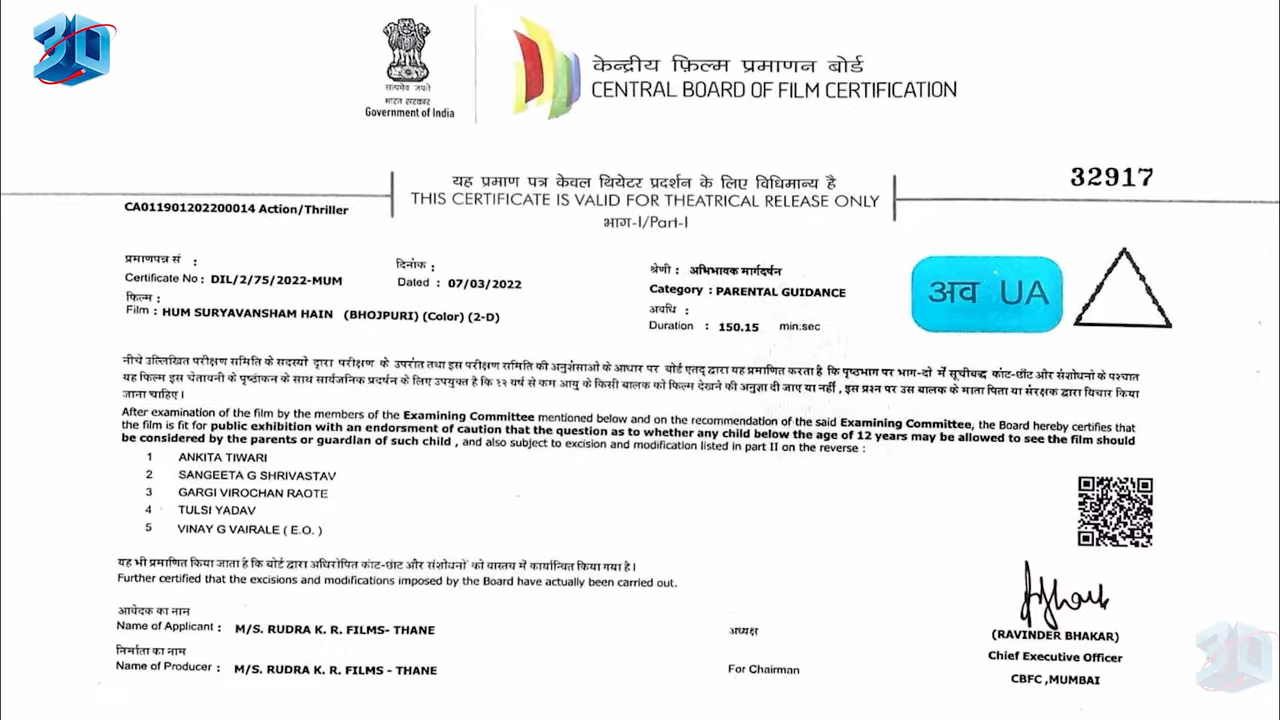 3D
सत्यमेव जयते
भारत सरकार
Government of India
केन्द्रीय फ़िल्म प्रमाणन बोर्ड
CENTRAL BOARD OF FILM CERTIFICATION
32917
यह प्रमाण पत्र केवल थियेटर प्रदर्शन के लिए विधिमान्य है
THIS CERTIFICATE IS VALID FOR THEATRICAL RELEASE ONLY
भाग-I/Part-I
CA011901202200014 Action/Thriller
प्रमाणपत्र सं :
Certificate No : DIL/2/75/2022-MUM
दिनांक :
Dated : 07/03/2022
श्रेणी : अभिभावक मार्गदर्षन
Category : PARENTAL GUIDANCE
अव UA
फिल्म :
Film : HUM SURYAVANSHAM HAIN (BHOJPURI) (Color) (2-D)
अवधि :
Duration : 150.15 min:sec
नीचे उल्लिखित परीक्षण समिति के सदस्यो द्वारा परीक्षण के उपरांत तथा इस परीक्षण समिति की अनुशंसाओ के आधार पर बोर्ड एतद् द्वारा यह प्रमाणित करता है कि पृष्ठभाग पर भाग-दो में सूचीबद्ध कांट-छाँट और संशोधनो के पश्चात
यह फिल्म इस चेतावनी के पृष्ठांकन के साथ सार्वजनिक प्रदर्शन के लिए उपयुक्त है कि १२ वर्ष से कम आयु के किसी बालक को फिल्म देखने की अनुज्ञा दी जाए या नहीं , इस प्रश्न पर उस बालक के माता पिता या संरक्षक द्वारा विचार किया
जाना चाहिए ।
After examination of the film by the members of the Examining Committee mentioned below and on the recommendation of the said Examining Committee, the Board hereby certifies that
the film is fit for public exhibition with an endorsement of caution that the question as to whether any child below the age of 12 years may be allowed to see the film should
be considered by the parents or guardian of such child , and also subject to excision and modification listed in part II on the reverse :
1 ANKITA TIWARI
2 SANGEETA G SHRIVASTAV
3 GARGI VIROCHAN RAOTE
4 TULSI YADAV
5 VINAY G VAIRALE ( E.O. )
यह भी प्रमाणित किया जाता है कि बोर्ट द्वारा अधिरोपित कांट-छांट और संशोधनों को वास्तव में कार्यान्वित किया गया है।
Further certified that the excisions and modifications imposed by the Board have actually been carried out.
आवेदक का नाम
Name of Applicant : M/S. RUDRA K. R. FILMS- THANE
अध्यक्ष
निर्माता का नाम
Name of Producer : M/S. RUDRA K. R. FILMS - THANE
For Chairman
(RAVINDER BHAKAR)
Chief Executive Officer
CBFC ,MUMBAI
3D